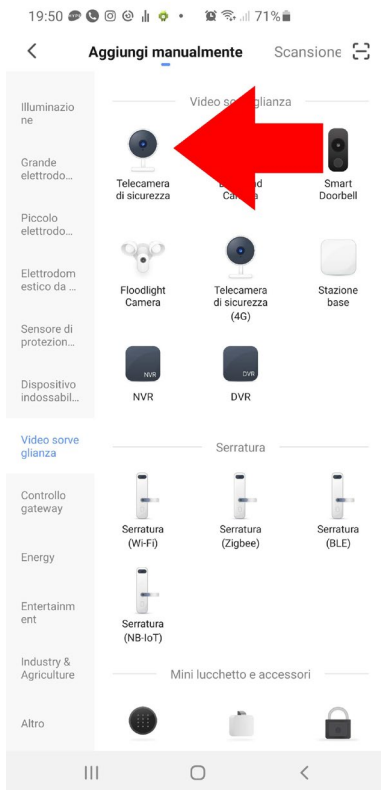 19:50
71%
Aggiungi manualmente
Scansione
Illuminazio
ne
Grande
elettrodo...
Piccolo
elettrodo...
Elettrodom
estico da ...
Sensore di
protezion...
Dispositivo
indossabil...
Video sorve
glianza
Controllo
gateway
Energy
Entertainm
ent
Industry &
Agriculture
Altro
Video
Telecamera
di sicurezza
Smart
Doorbell
Floodlight
Camera
Telecamera
di sicurezza
(4G)
Stazione
base
NVR
NVR
DVR
DVR
Serratura
Serratura
(Wi-Fi)
Serratura
(Zigbee)
Serratura
(BLE)
Serratura
(NB-IoT)
Mini lucchetto e accessori